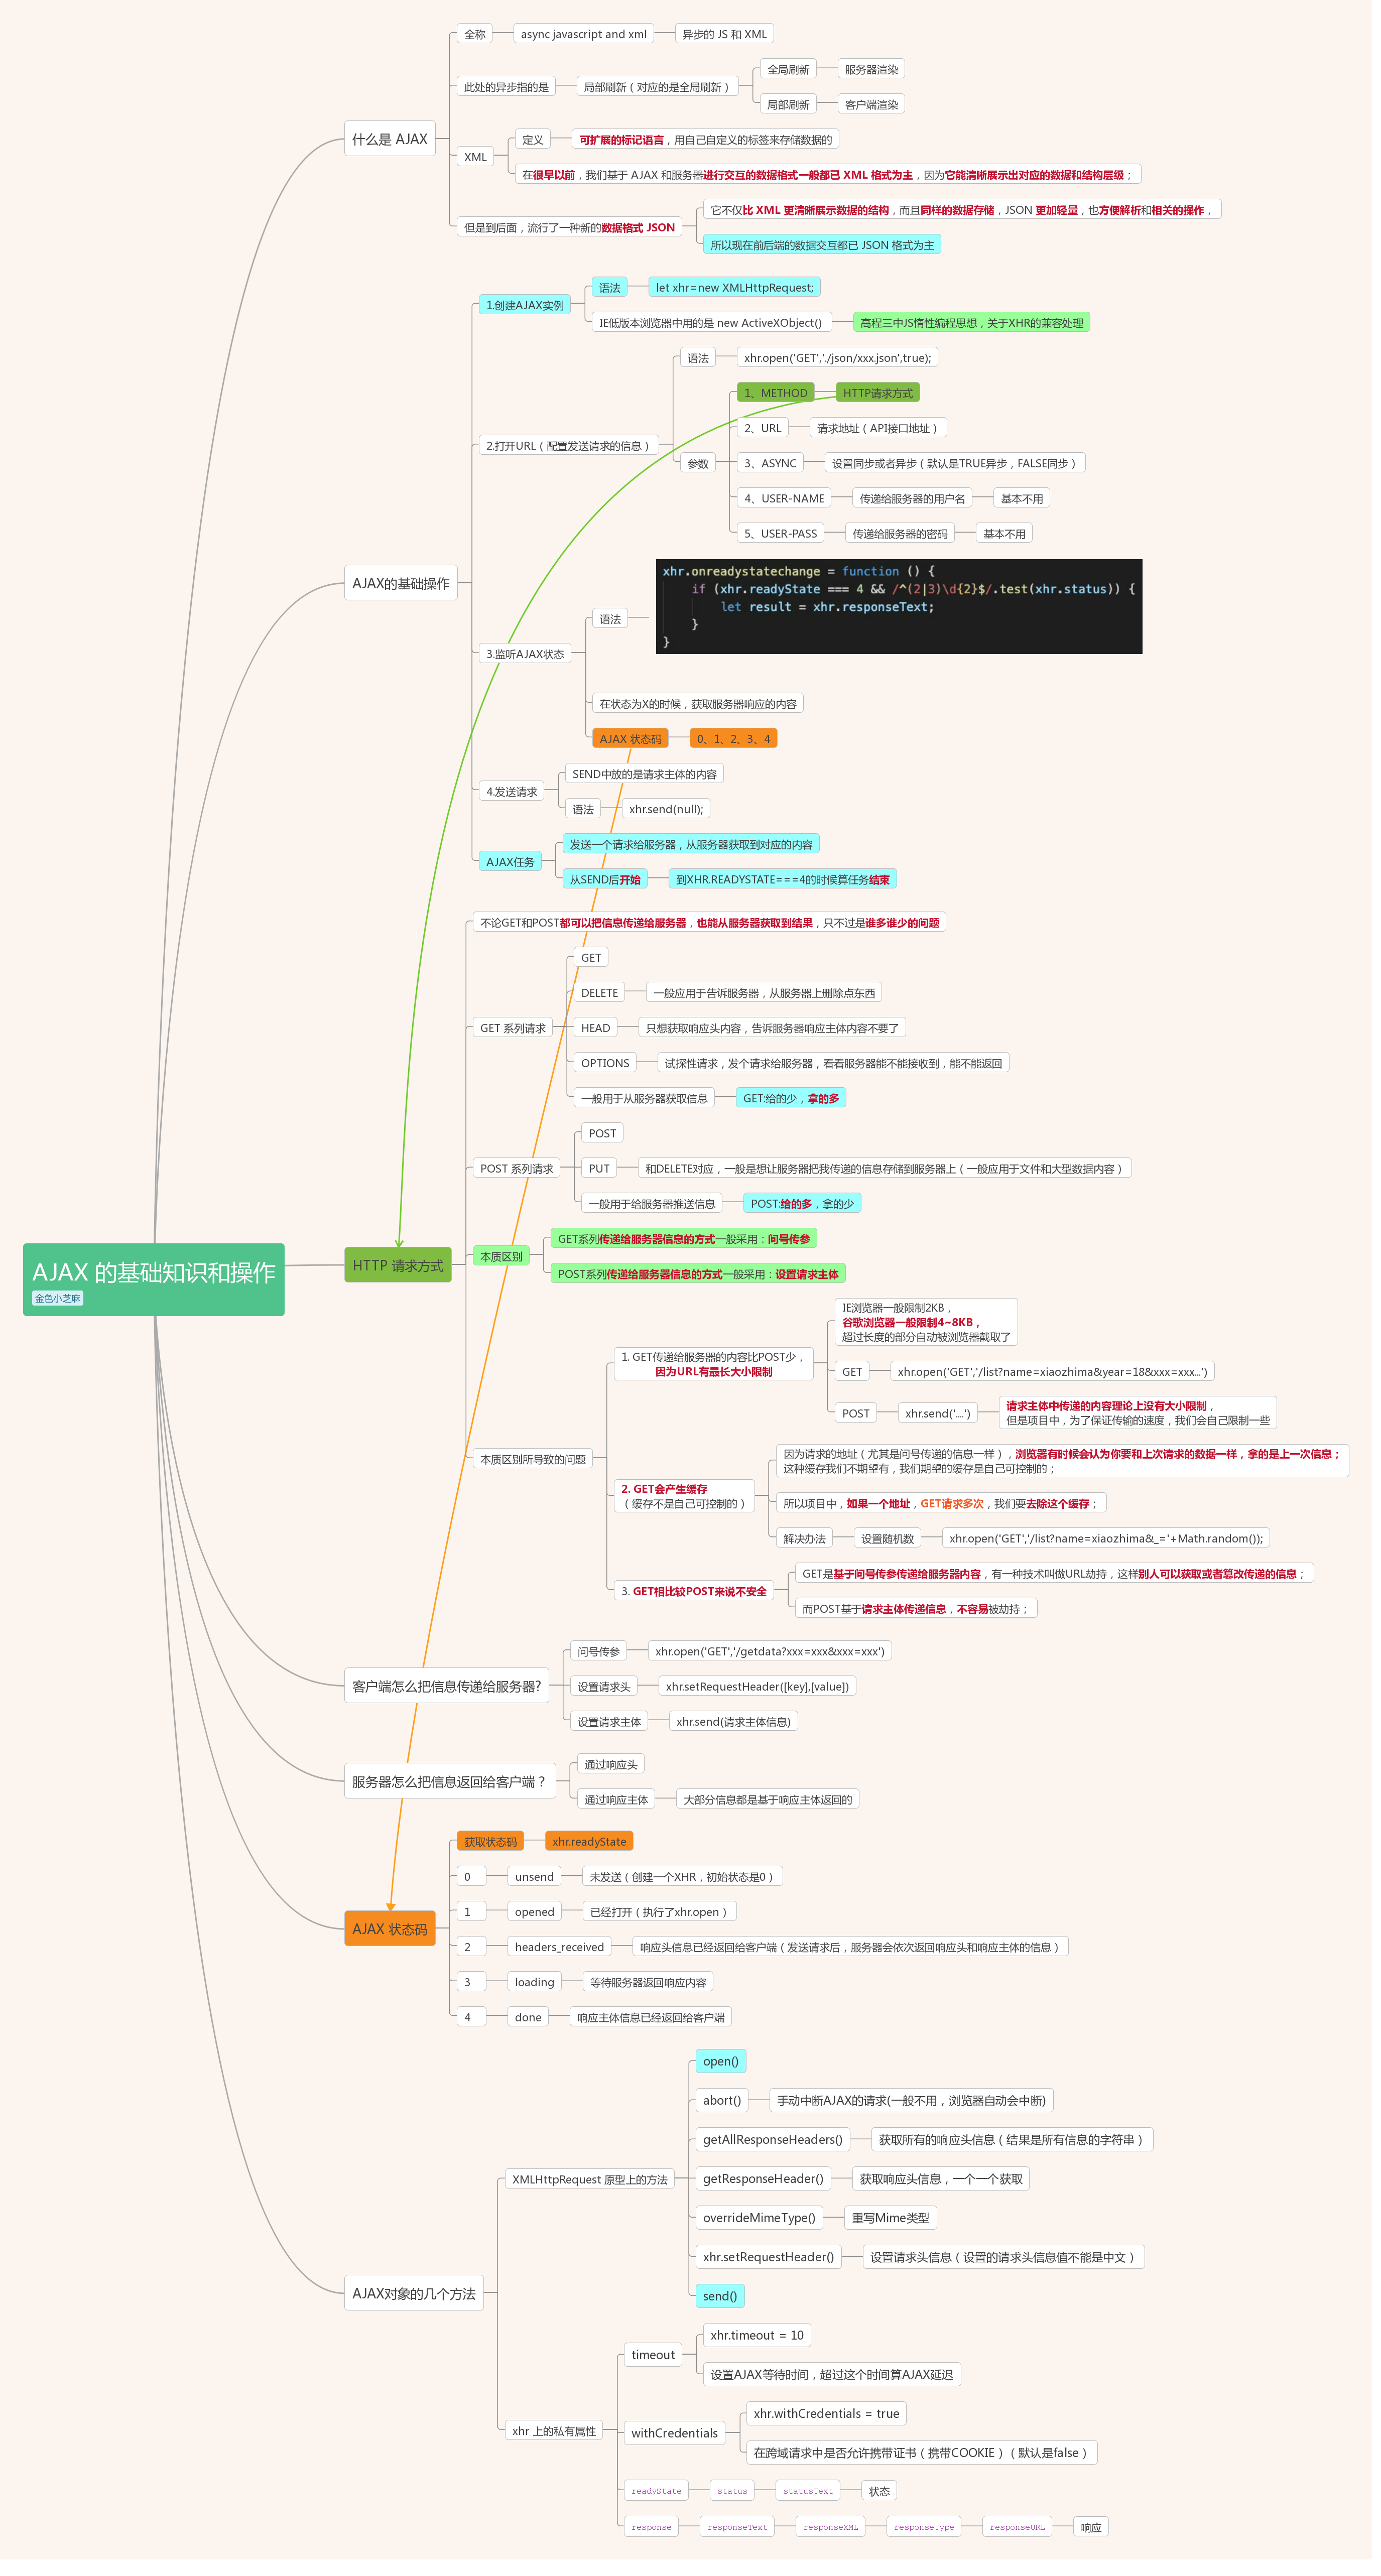 AJAX 的基础知识和操作
金色小芝麻
什么是 AJAX
全称
async javascript and xml
异步的 JS 和 XML
此处的异步指的是
局部刷新（对应的是全局刷新）
全局刷新
服务器渲染
局部刷新
客户端渲染
XML
定义
可扩展的标记语言，用自己自定义的标签来存储数据的
在很早以前，我们基于 AJAX 和服务器进行交互的数据格式一般都已 XML 格式为主，因为它能清晰展示出对应的数据和结构层级；
但是到后面，流行了一种新的数据格式 JSON
它不仅比 XML 更清晰展示数据的结构，而且同样的数据存储，JSON 更加轻量，也方便解析和相关的操作，
所以现在前后端的数据交互都已 JSON 格式为主
AJAX的基础操作
1.创建AJAX实例
语法
let xhr=new XMLHttpRequest;
IE低版本浏览器中用的是 new ActiveXObject()
高程三中JS惰性编程思想，关于XHR的兼容处理
2.打开URL（配置发送请求的信息）
语法
xhr.open('GET','./json/xxx.json',true);
参数
1、METHOD
HTTP请求方式
2、URL
请求地址（API接口地址）
3、ASYNC
设置同步或者异步（默认是TRUE异步，FALSE同步）
4、USER-NAME
传递给服务器的用户名
基本不用
5、USER-PASS
传递给服务器的密码
基本不用
3.监听AJAX状态
语法
xhr.onreadystatechange = function () {
if (xhr.readyState === 4 && /^(2|3)\d{2}$/.test(xhr.status)) {
let result = xhr.responseText;
}
}
在状态为X的时候，获取服务器响应的内容
AJAX 状态码
0、1、2、3、4
4.发送请求
SEND中放的是请求主体的内容
语法
xhr.send(null);
AJAX任务
发送一个请求给服务器，从服务器获取到对应的内容
从SEND后开始
到XHR.READYSTATE===4的时候算任务结束
HTTP 请求方式
不论GET和POST都可以把信息传递给服务器，也能从服务器获取到结果，只不过是谁多谁少的问题
GET 系列请求
GET
DELETE
一般应用于告诉服务器，从服务器上删除点东西
HEAD
只想获取响应头内容，告诉服务器响应主体内容不要了
OPTIONS
试探性请求，发个请求给服务器，看看服务器能不能接收到，能不能返回
一般用于从服务器获取信息
GET:给的少，拿的多
POST 系列请求
POST
PUT
和DELETE对应，一般是想让服务器把我传递的信息存储到服务器上（一般应用于文件和大型数据内容）
一般用于给服务器推送信息
POST:给的多，拿的少
本质区别
GET系列传递给服务器信息的方式一般采用：问号传参
POST系列传递给服务器信息的方式一般采用：设置请求主体
本质区别所导致的问题
1. GET传递给服务器的内容比POST少，
因为URL有最长大小限制
IE浏览器一般限制2KB，
谷歌浏览器一般限制4~8KB，
超过长度的部分自动被浏览器截取了
GET
xhr.open('GET','/list?name=xiaozhima&year=18&xxx=xxx...')
POST
xhr.send('....')
请求主体中传递的内容理论上没有大小限制，
但是项目中，为了保证传输的速度，我们会自己限制一些
2. GET会产生缓存
（缓存不是自己可控制的）
因为请求的地址（尤其是问号传递的信息一样），浏览器有时候会认为你要和上次请求的数据一样，拿的是上一次信息；
这种缓存我们不期望有，我们期望的缓存是自己可控制的；
所以项目中，如果一个地址，GET请求多次，我们要去除这个缓存；
解决办法
设置随机数
xhr.open('GET','/list?name=xiaozhima&_='+Math.random());
3. GET相比较POST来说不安全
GET是基于问号传参传递给服务器内容，有一种技术叫做URL劫持，这样别人可以获取或者篡改传递的信息；
而POST基于请求主体传递信息，不容易被劫持；
客户端怎么把信息传递给服务器?
问号传参
xhr.open('GET','/getdata?xxx=xxx&xxx=xxx')
设置请求头
xhr.setRequestHeader([key],[value])
设置请求主体
xhr.send(请求主体信息)
服务器怎么把信息返回给客户端？
通过响应头
通过响应主体
大部分信息都是基于响应主体返回的
AJAX 状态码
获取状态码
xhr.readyState
0
unsend
未发送（创建一个XHR，初始状态是0）
1
opened
已经打开（执行了xhr.open）
2
headers_received
响应头信息已经返回给客户端（发送请求后，服务器会依次返回响应头和响应主体的信息）
3
loading
等待服务器返回响应内容
4
done
响应主体信息已经返回给客户端
AJAX对象的几个方法
XMLHttpRequest 原型上的方法
open()
abort()
手动中断AJAX的请求(一般不用，浏览器自动会中断)
getAllResponseHeaders()
获取所有的响应头信息（结果是所有信息的字符串）
getResponseHeader()
获取响应头信息，一个一个获取
overrideMimeType()
重写Mime类型
xhr.setRequestHeader()
设置请求头信息（设置的请求头信息值不能是中文）
send()
xhr 上的私有属性
timeout
xhr.timeout = 10
设置AJAX等待时间，超过这个时间算AJAX延迟
withCredentials
xhr.withCredentials = true
在跨域请求中是否允许携带证书（携带COOKIE）（默认是false）
readyState
status
statusText
状态
response
responseText
responseXML
responseType
responseURL
响应